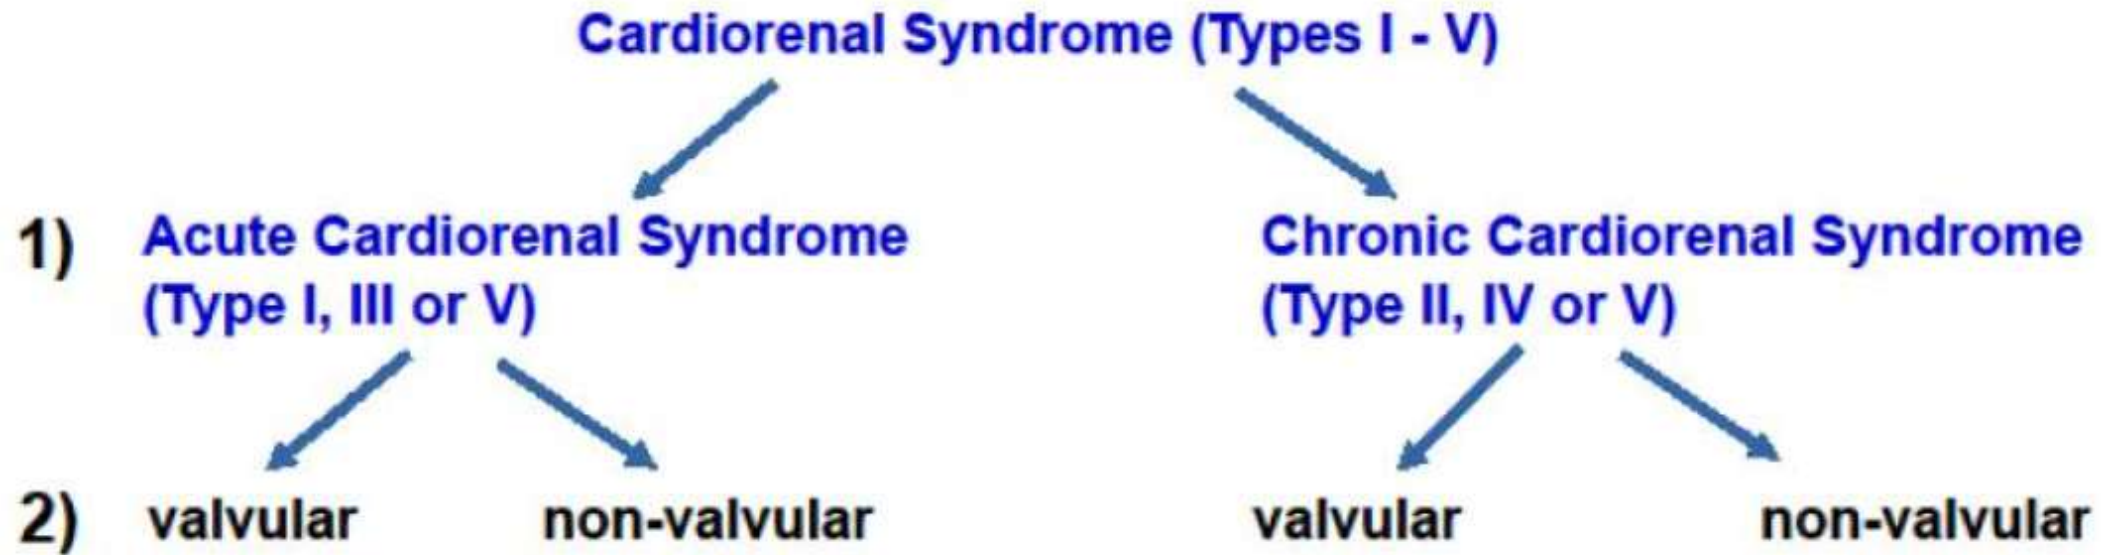 Cardiorenal Syndrome (Types I - V)
1) Acute Cardiorenal Syndrome
(Type I, III or V)
Chronic Cardiorenal Syndrome
(Type II, IV or V)
2) valvular non-valvular valvular non-valvular